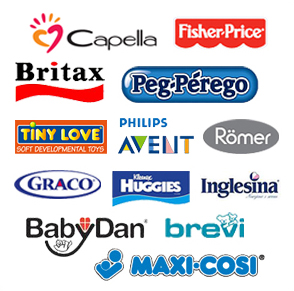 Capella
Fisher-Price
Britax
Peg-Pérego
TINY LOVE
SOFT DEVELOPMENTAL TOYS
PHILIPS
AVENT
Römer
GRACO
HUGGIES
Inglesina
BabyDan
brevi
MAXI-COSI